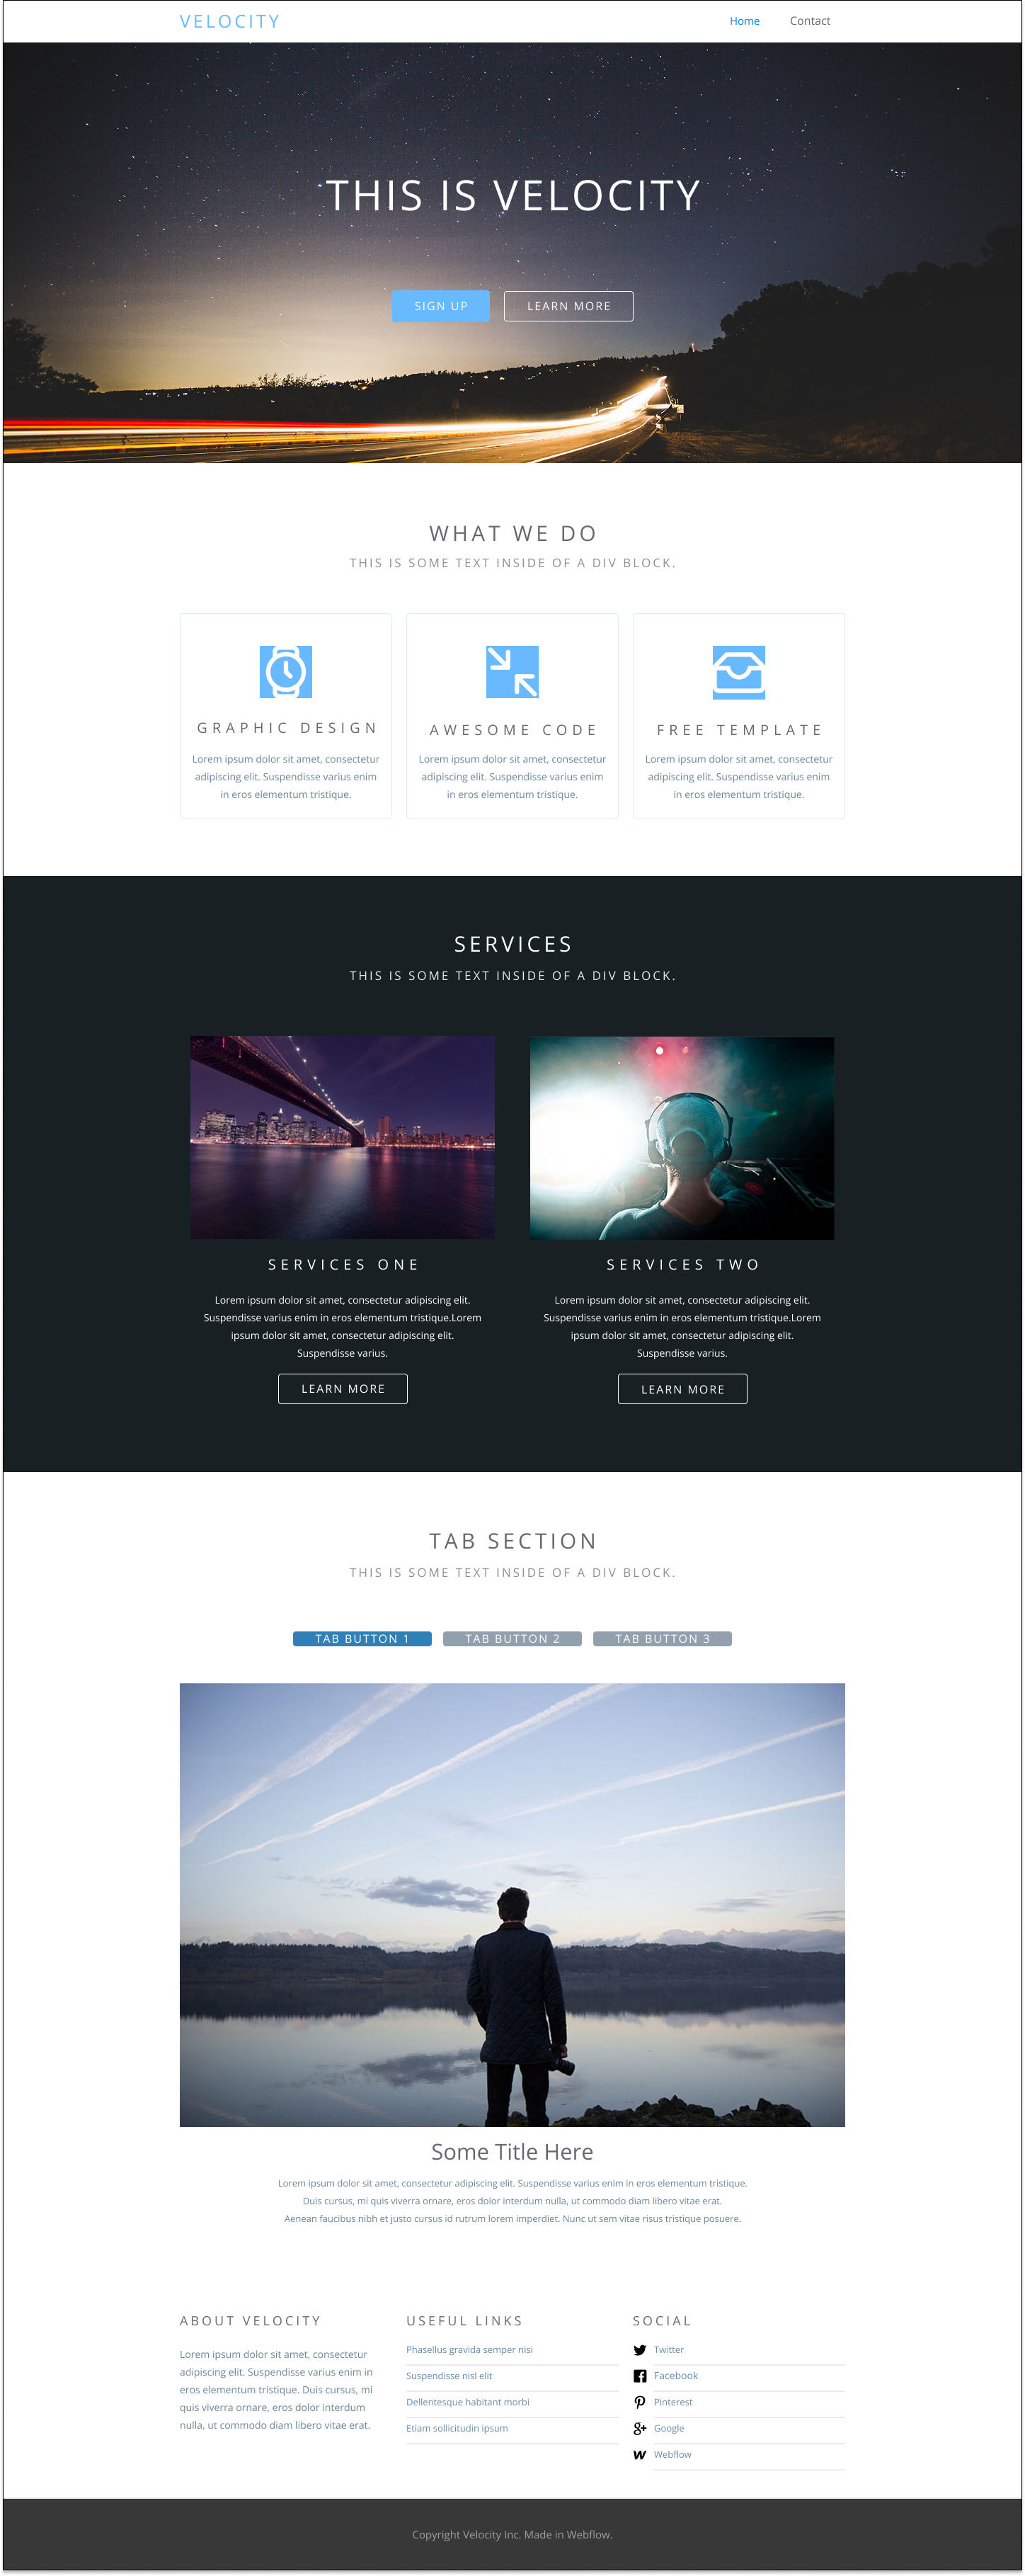 VELOCITY
Home
Contact
THIS IS VELOCITY
SIGN UP
LEARN MORE
WHAT WE DO
THIS IS SOME TEXT INSIDE OF A DIV BLOCK.
GRAPHIC DESIGN
Lorem ipsum dolor sit amet, consectetur
adipiscing elit. Suspendisse varius enim
in eros elementum tristique.
AWESOME CODE
Lorem ipsum dolor sit amet, consectetur
adipiscing elit. Suspendisse varius enim
in eros elementum tristique.
FREE TEMPLATE
Lorem ipsum dolor sit amet, consectetur
adipiscing elit. Suspendisse varius enim
in eros elementum tristique.
SERVICES
THIS IS SOME TEXT INSIDE OF A DIV BLOCK.
SERVICES ONE
Lorem ipsum dolor sit amet, consectetur adipiscing elit.
Suspendisse varius enim in eros elementum tristique.Lorem
ipsum dolor sit amet, consectetur adipiscing elit.
Suspendisse varius.
LEARN MORE
SERVICES TWO
Lorem ipsum dolor sit amet, consectetur adipiscing elit.
Suspendisse varius enim in eros elementum tristique.Lorem
ipsum dolor sit amet, consectetur adipiscing elit.
Suspendisse varius.
LEARN MORE
TAB SECTION
THIS IS SOME TEXT INSIDE OF A DIV BLOCK.
TAB BUTTON 1
TAB BUTTON 2
TAB BUTTON 3
Some Title Here
Lorem ipsum dolor sit amet, consectetur adipiscing elit. Suspendisse varius enim in eros elementum tristique.
Duis cursus, mi quis viverra ornare, eros dolor interdum nulla, ut commodo diam libero vitae erat.
Aenean faucibus nibh et justo cursus id rutrum lorem imperdiet. Nunc ut sem vitae risus tristique posuere.
ABOUT VELOCITY
Lorem ipsum dolor sit amet, consectetur
adipiscing elit. Suspendisse varius enim in
eros elementum tristique. Duis cursus, mi
quis viverra ornare, eros dolor interdum
nulla, ut commodo diam libero vitae erat.
USEFUL LINKS
Phasellus gravida semper nisi
Suspendisse nisl elit
Dellentesque habitant morbi
Etiam sollicitudin ipsum
SOCIAL
Twitter
Facebook
Pinterest
Google
Webflow
Copyright Velocity Inc. Made in Webflow.